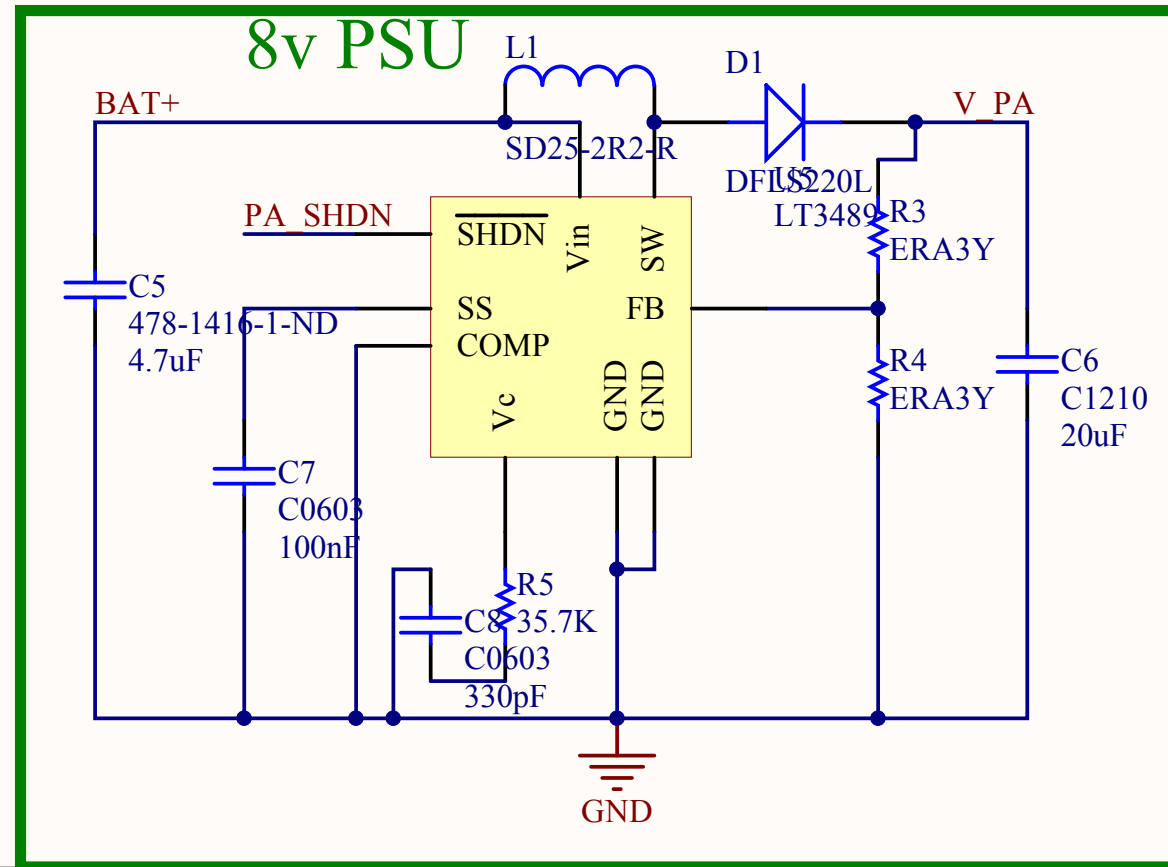 8v PSU
L1
D1
BAT+
V_PA
SD25-2R2-R
DFLS220L
U5
LT3489
PA_SHDN
SHDN
Vin
SW
R3
ERA3Y
C5
478-1416-1-ND
4.7uF
SS
FB
COMP
Vc
GND
GND
R4
ERA3Y
C6
C1210
20uF
C7
C0603
100nF
R5
35.7K
C8
C0603
330pF
GND